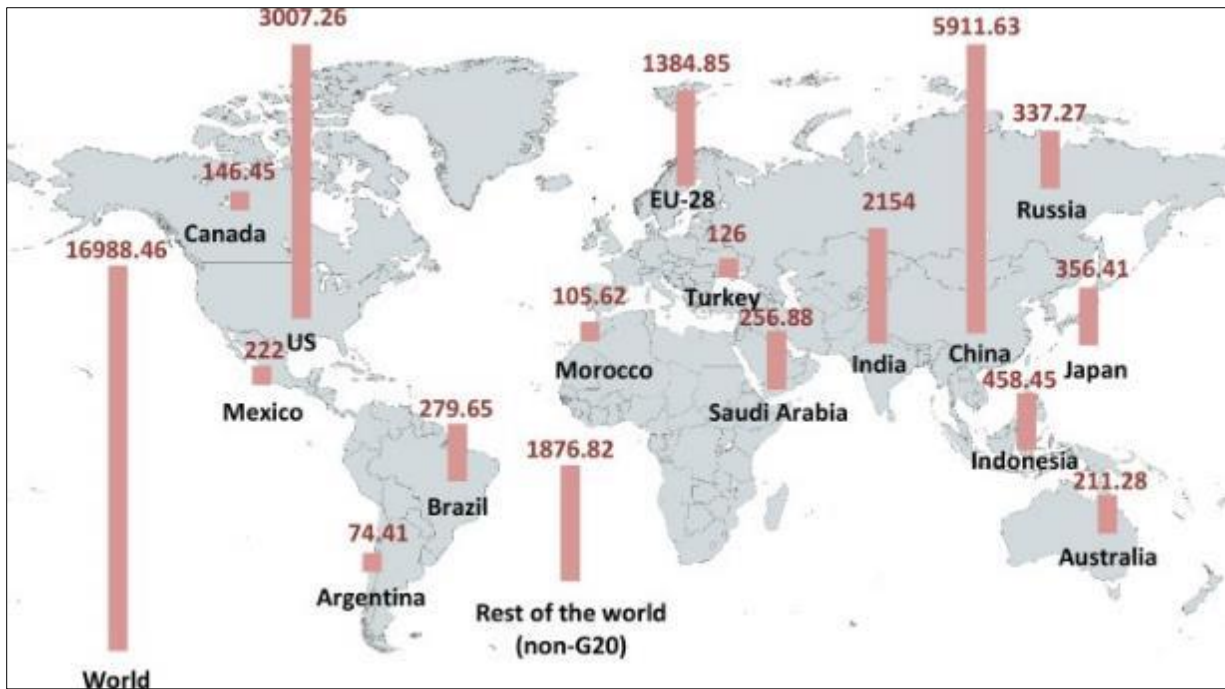 3007.26
5911.63
1384.85
337.27
146.45
Canada
EU-28
2154
Russia
16988.46
126
356.41
Turkey
105.62
256.88
US
Morocco
India
China
Japan
222
458.45
Mexico
279.65
Saudi Arabia
1876.82
Indonesia
211.28
Brazil
74.41
Australia
Argentina
Rest of the world
(non-G20)
World